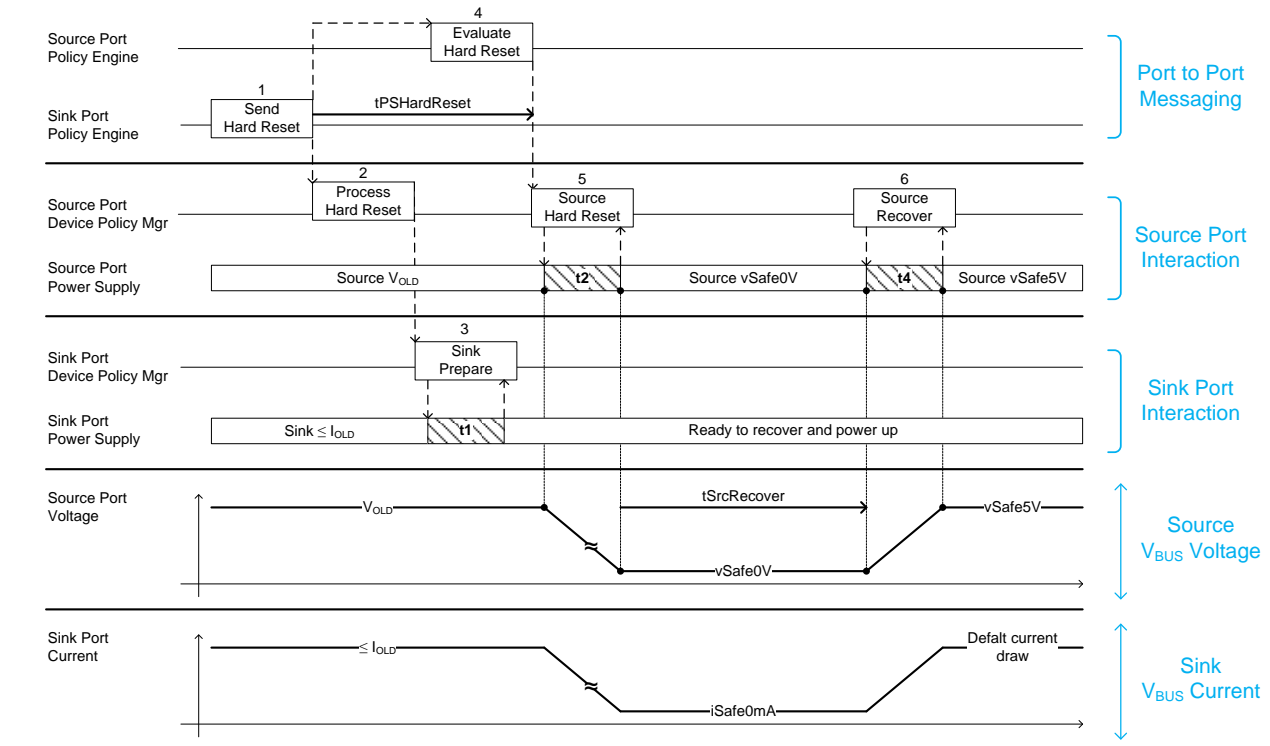 4
Source Port
Policy Engine
Evaluate
Hard Reset
Port to Port
Messaging
1
Sink Port
Policy Engine
Send
Hard Reset
tPSHardReset
2
5
6
Source Port
Device Policy Mgr
Process
Hard Reset
Source
Hard Reset
Source
Recover
Source Port
Interaction
Source Port
Power Supply
Source VOLD
t2
Source vSafe0V
t4
Source vSafe5V
3
Sink Port
Device Policy Mgr
Sink
Prepare
Sink Port
Interaction
Sink Port
Power Supply
Sink ≤ IOLD
t1
Ready to recover and power up
Source Port
Voltage
VOLD
tSrcRecover
vSafe5V
vSafe0V
Source
VBUS Voltage
Sink Port
Current
≤ IOLD
Defalt current
draw
iSafe0mA
Sink
VBUS Current